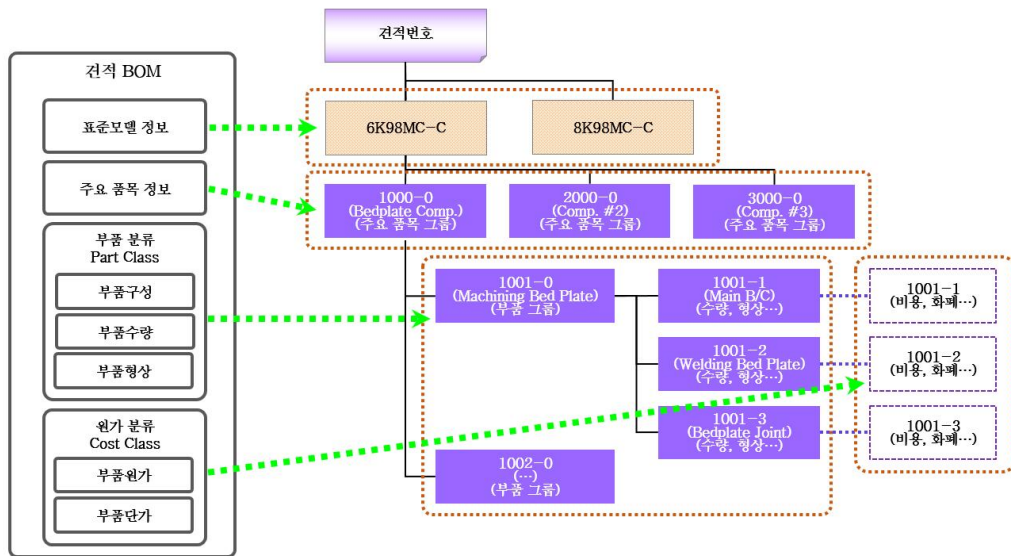 견적번호
견적 BOM
표준모델 정보
주요 품목 정보
부품 분류
Part Class
부품구성
부품수량
부품형상
원가 분류
Cost Class
부품원가
부품단가
6K98MC-C
8K98MC-C
1000-0
(Bedplate Comp.)
(주요 품목 그룹)
2000-0
(Comp. #2)
(주요 품목 그룹)
3000-0
(Comp. #3)
(주요 품목 그룹)
1001-0
(Machining Bed Plate)
(부품 그룹)
1001-1
(Main B/C)
(수량, 형상…)
1001-2
(Welding Bed Plate)
(수량, 형상…)
1001-3
(Bedplate Joint)
(수량, 형상…)
1002-0
(…)
(부품 그룹)
1001-1
(비용, 화폐…)
1001-2
(비용, 화폐…)
1001-3
(비용, 화폐…)